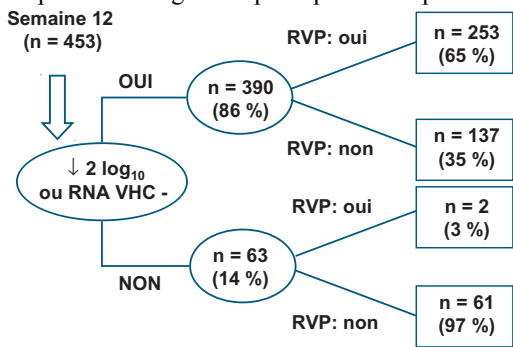 Semaine 12
(n = 453)
↓ 2 log10
ou RNA VHC -
OUI
n = 390
(86 %)
RVP: oui
n = 253
(65 %)
RVP: non
n = 137
(35 %)
NON
n = 63
(14 %)
RVP: oui
n = 2
(3 %)
RVP: non
n = 61
(97 %)